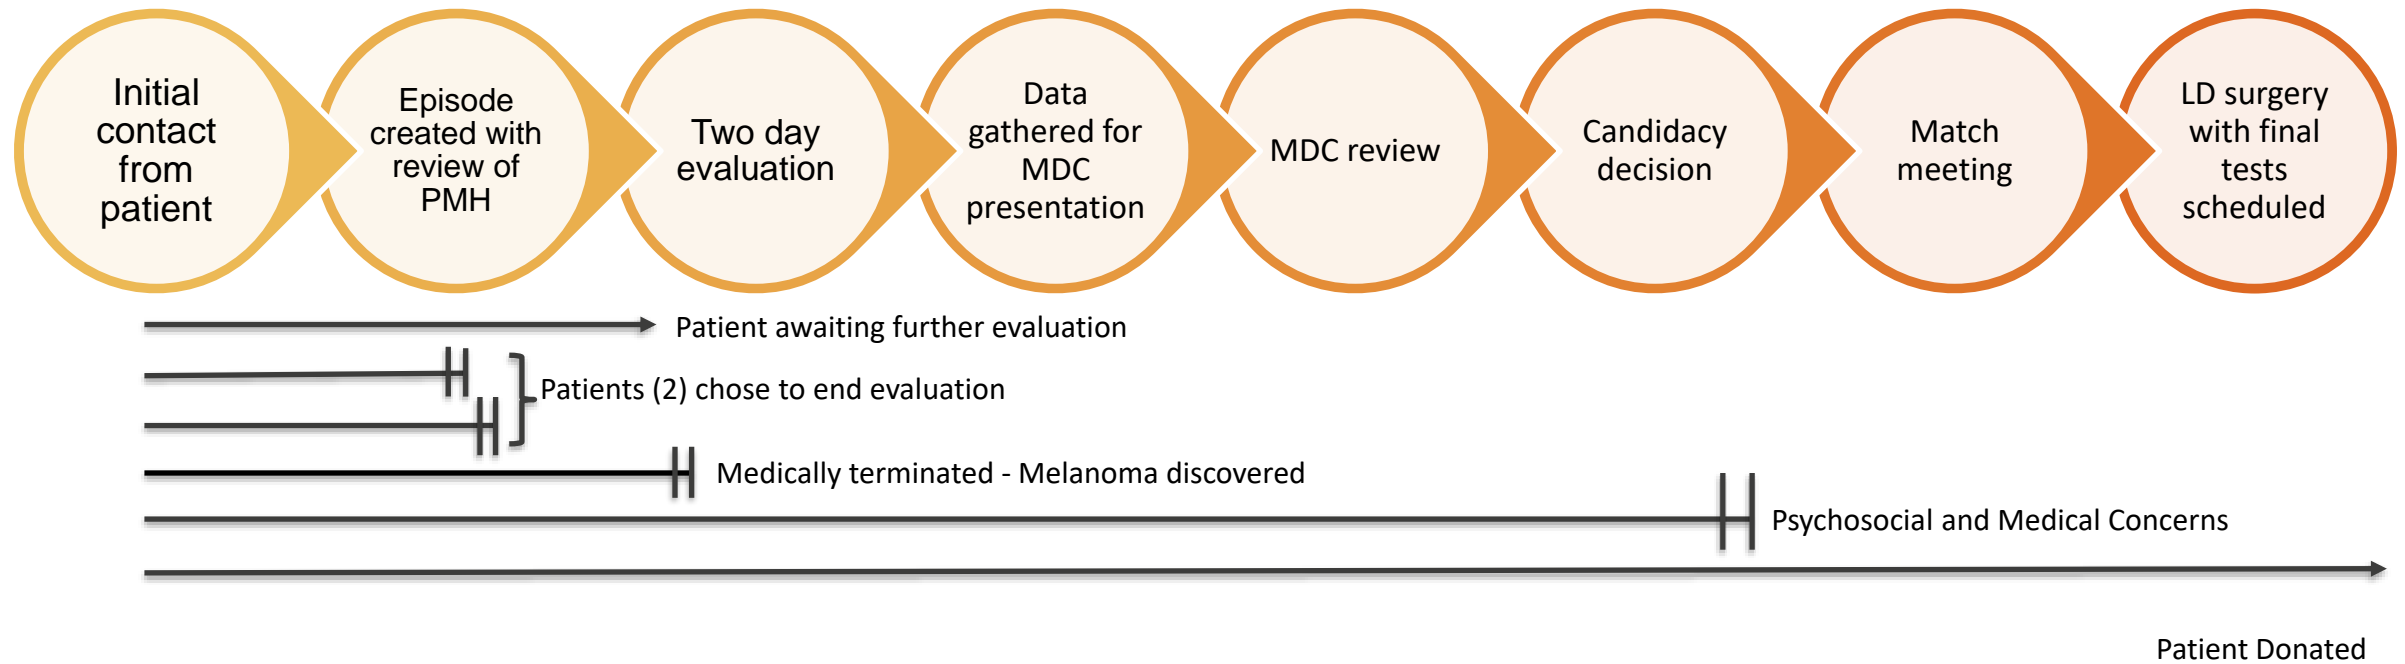 Initial
contact
from
patient
Episode
created with
review of
PMH
Two day
evaluation
Data
gathered for
MDC
presentation
MDC review
Candidacy
decision
Match
meeting
LD surgery
with final
tests
scheduled
Patient awaiting further evaluation
Patients (2) chose to end evaluation
Medically terminated - Melanoma discovered
Psychosocial and Medical Concerns
Patient Donated